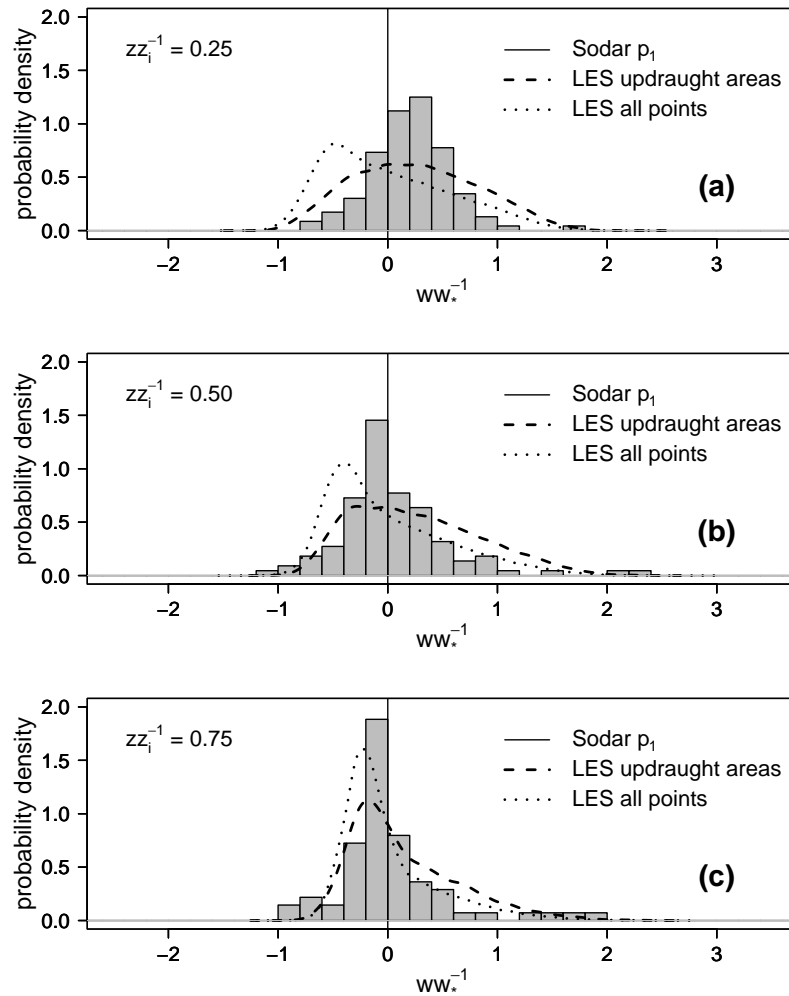 2.0
1.5
1.0
0.5
0.0
probability density
zz_i^−1 = 0.25
Sodar p_1
LES updraught areas
LES all points
(a)
−2 −1 0 1 2 3
ww_*^−1
2.0
1.5
1.0
0.5
0.0
probability density
zz_i^−1 = 0.50
Sodar p_1
LES updraught areas
LES all points
(b)
−2 −1 0 1 2 3
ww_*^−1
2.0
1.5
1.0
0.5
0.0
probability density
zz_i^−1 = 0.75
Sodar p_1
LES updraught areas
LES all points
(c)
−2 −1 0 1 2 3
ww_*^−1